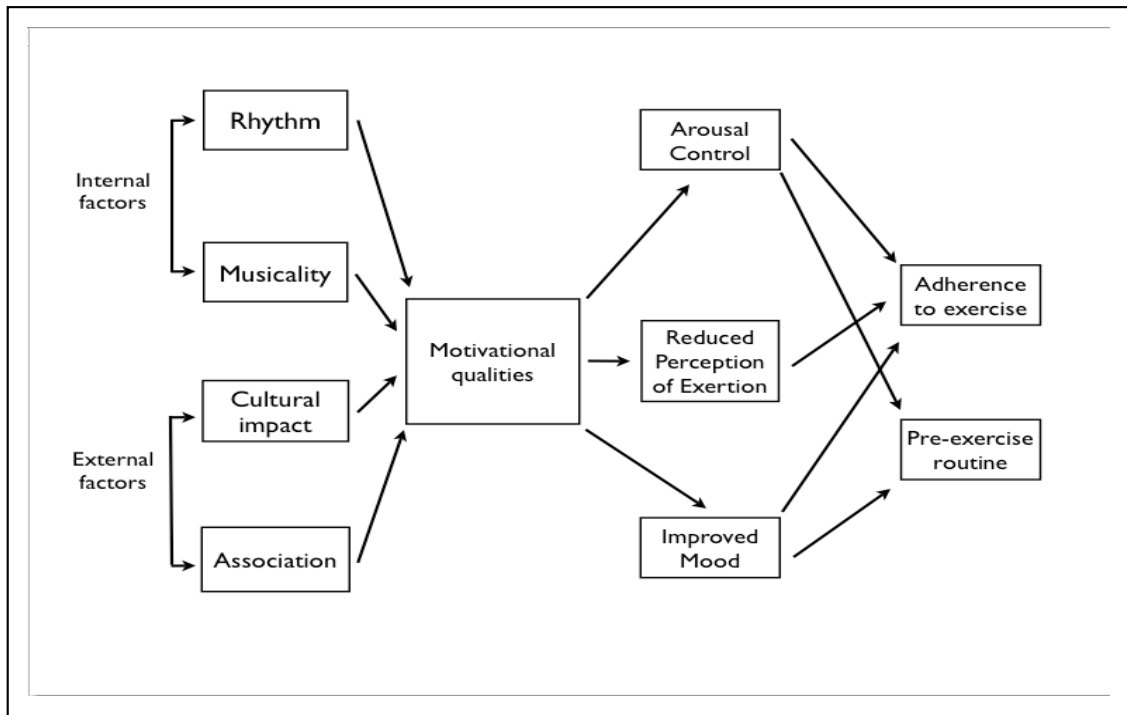 Rhythm
Internal
factors
Musicality
Cultural
impact
External
factors
Association
Motivational
qualities
Arousal
Control
Reduced
Perception
of Exertion
Improved
Mood
Adherence
to exercise
Pre-exercise
routine